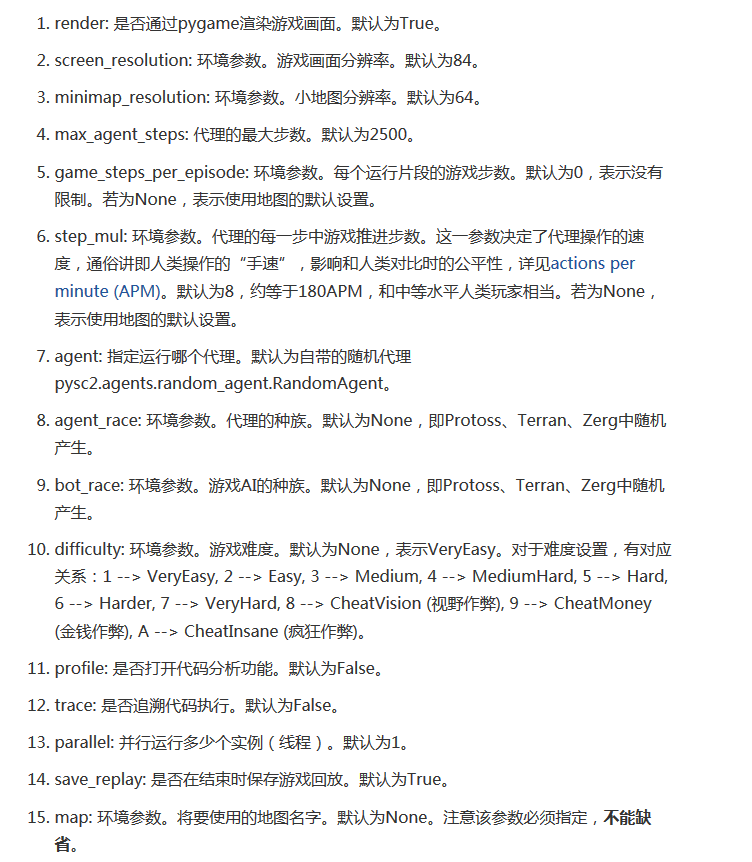 1. render: 是否通过pygame渲染游戏画面。默认为True。
2. screen_resolution: 环境参数。游戏画面分辨率。默认为84。
3. minimap_resolution: 环境参数。小地图分辨率。默认为64。
4. max_agent_steps: 代理的最大步数。默认为2500。
5. game_steps_per_episode: 环境参数。每个运行片段的游戏步数。默认为0，表示没有
限制。若为None，表示使用地图的默认设置。
6. step_mul: 环境参数。代理的每一步中游戏推进步数。这一参数决定了代理操作的速
度，通俗讲即人类操作的“手速”，影响和人类对比时的公平性，详见actions per
minute (APM)。默认为8，约等于180APM，和中等水平人类玩家相当。若为None，
表示使用地图的默认设置。
7. agent: 指定运行哪个代理。默认为自带的随机代理
pysc2.agents.random_agent.RandomAgent。
8. agent_race: 环境参数。代理的种族。默认为None，即Protoss、Terran、Zerg中随机
产生。
9. bot_race: 环境参数。游戏AI的种族。默认为None，即Protoss、Terran、Zerg中随机
产生。
10. difficulty: 环境参数。游戏难度。默认为None，表示VeryEasy。对于难度设置，有对应
关系：1 --> VeryEasy, 2 --> Easy, 3 --> Medium, 4 --> MediumHard, 5 --> Hard,
6 --> Harder, 7 --> VeryHard, 8 --> CheatVision (视野作弊), 9 --> CheatMoney
(金钱作弊), A --> CheatInsane (疯狂作弊)。
11. profile: 是否打开代码分析功能。默认为False。
12. trace: 是否追溯代码执行。默认为False。
13. parallel: 并行运行多少个实例（线程）。默认为1。
14. save_replay: 是否在结束时保存游戏回放。默认为True。
15. map: 环境参数。将要使用的地图名字。默认为None。注意该参数必须指定，不能缺
省。